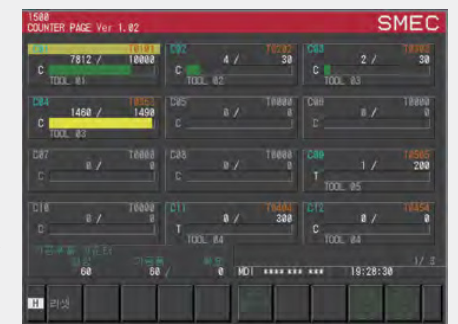 1500
COUNTER PAGE Ver 1.02
SMEC
C01 T0101
7812 / 10000
C
TOOL 01
C02 T0202
4 / 30
C
TOOL 02
C03 T0303
2 / 30
C
TOOL 03
C04
1460 / 1490
C
TOOL 03
C05 T0000
0 / 0
C
C06 T0000
0 / 0
C
C07 T0000
0 / 0
C
C08 T0000
0 / 0
C
C09 T0505
1 / 200
T
TOOL 05
C10 T0000
0 / 0
C
C11 T0404
0 / 200
T
TOOL 04
C12 T0454
0 / 0
C
TOOL 04
60 60 / 0
MDI **** *** *** 19:28:30
1/ 3
H 리셋